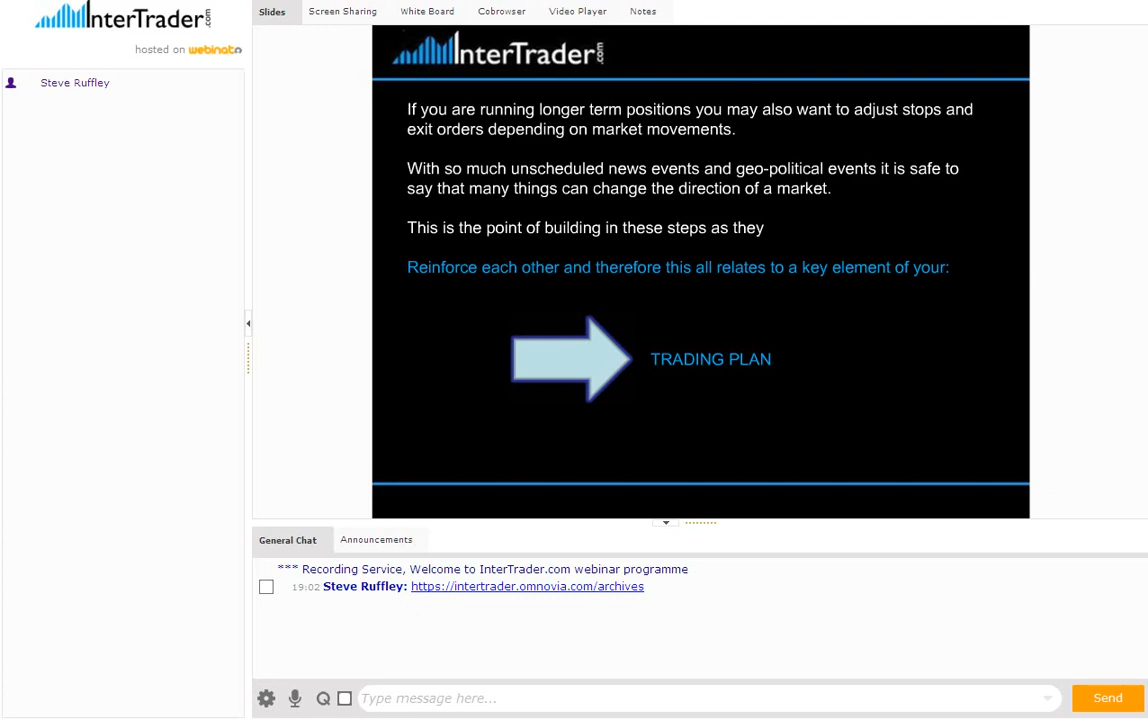 InterTrader.com
hosted on webinato
Steve Ruffley
Slides
Screen Sharing
White Board
Cobrowser
Video Player
Notes
InterTrader.com
If you are running longer term positions you may also want to adjust stops and
exit orders depending on market movements.
With so much unscheduled news events and geo-political events it is safe to
say that many things can change the direction of a market.
This is the point of building in these steps as they
Reinforce each other and therefore this all relates to a key element of your:
TRADING PLAN
General Chat
Announcements
*** Recording Service, Welcome to InterTrader.com webinar programme
19:02 Steve Ruffley: https://intertrader.omnovia.com/archives
Q
Type message here...
Send